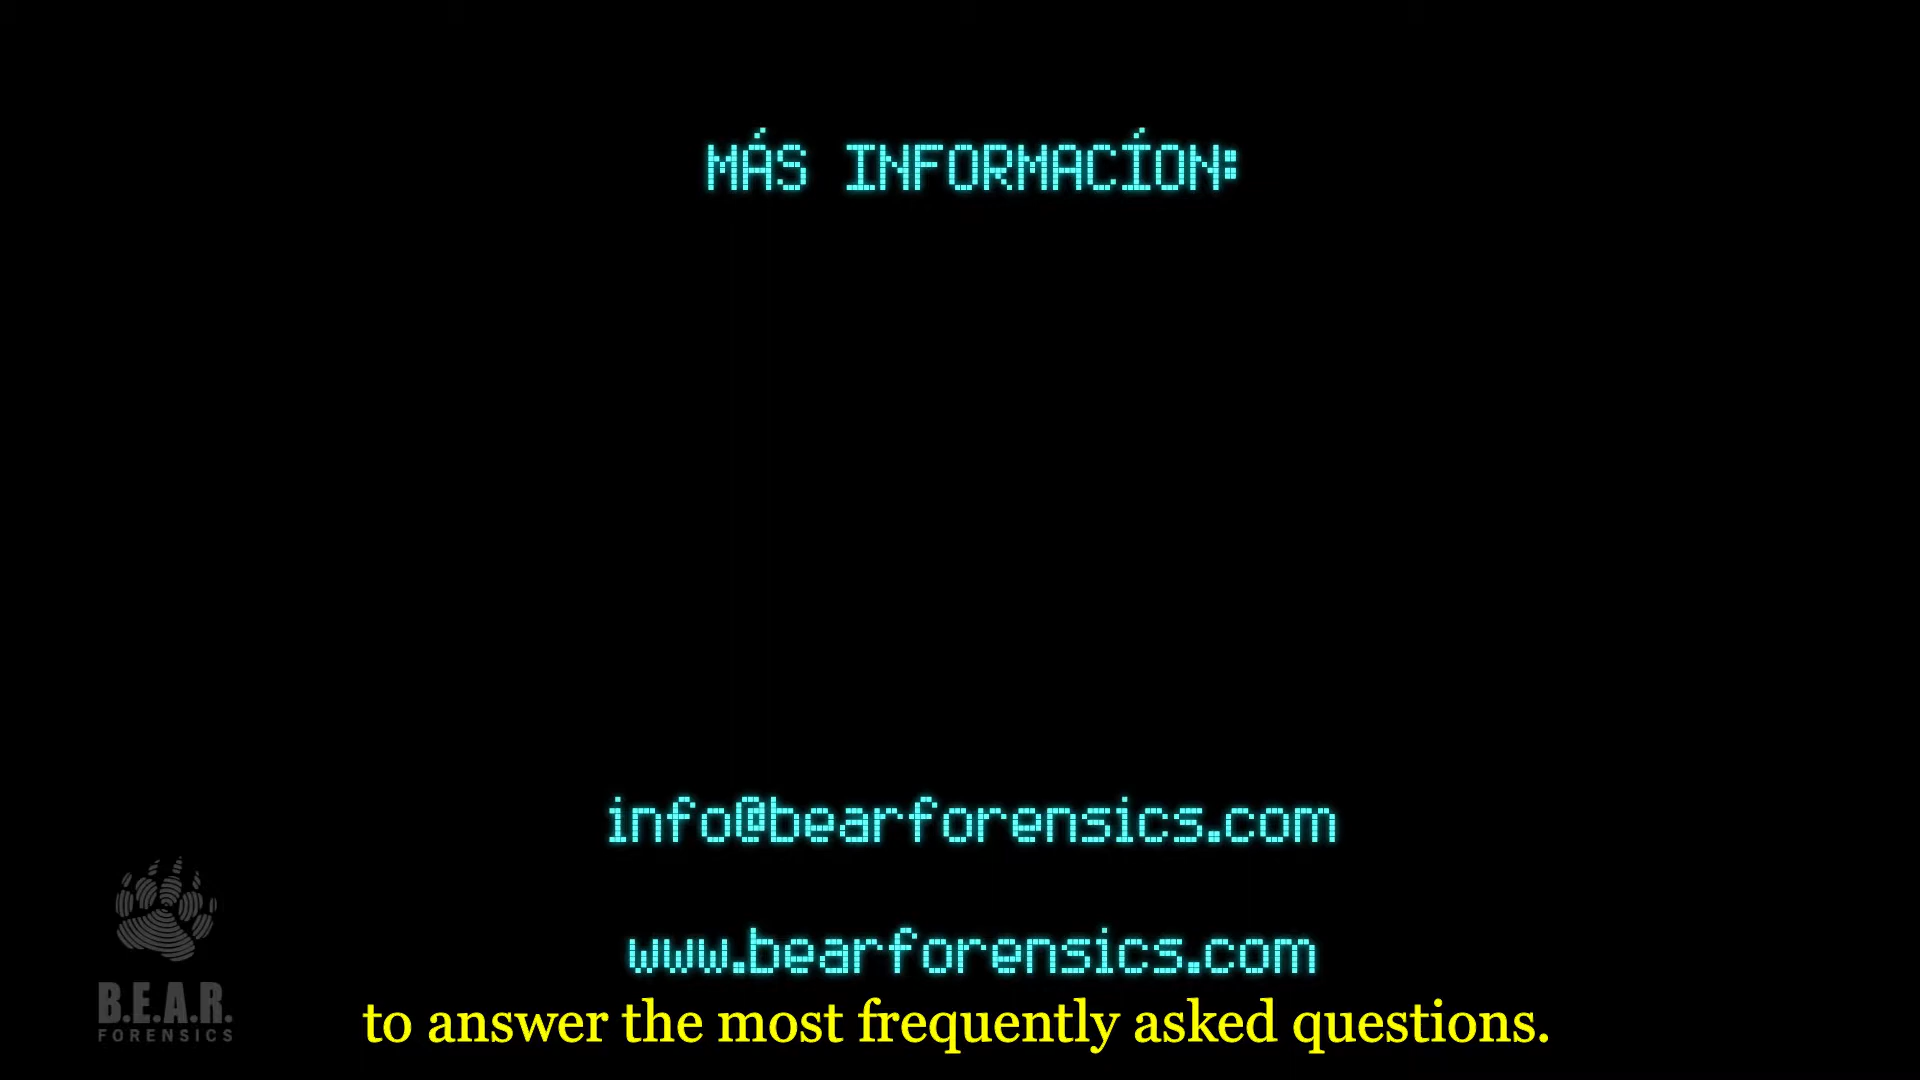 MÁS INFORMACÍON:
info@bearforensics.com
www.bearforensics.com
B.E.A.R.
FORENSICS
to answer the most frequently asked questions.